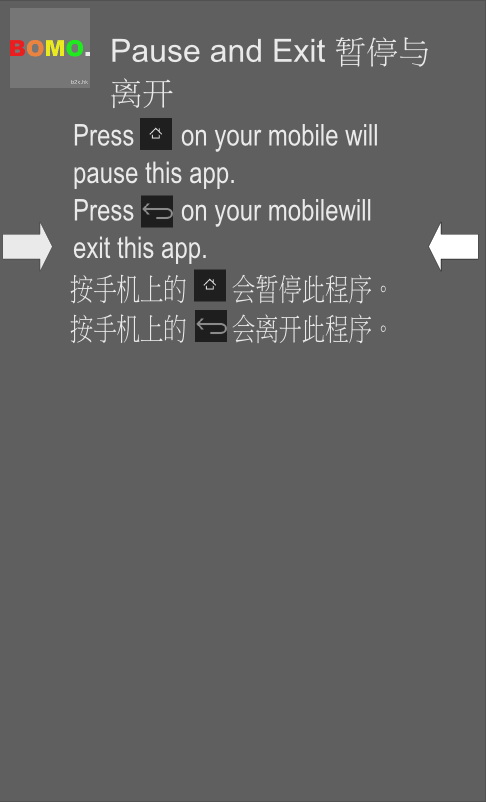 BOMO.
bzx.hk
Pause and Exit 暂停与
离开
Press on your mobile will
pause this app.
Press on your mobilewill
exit this app.
按手机上的 会暂停此程序。
按手机上的 会离开此程序。